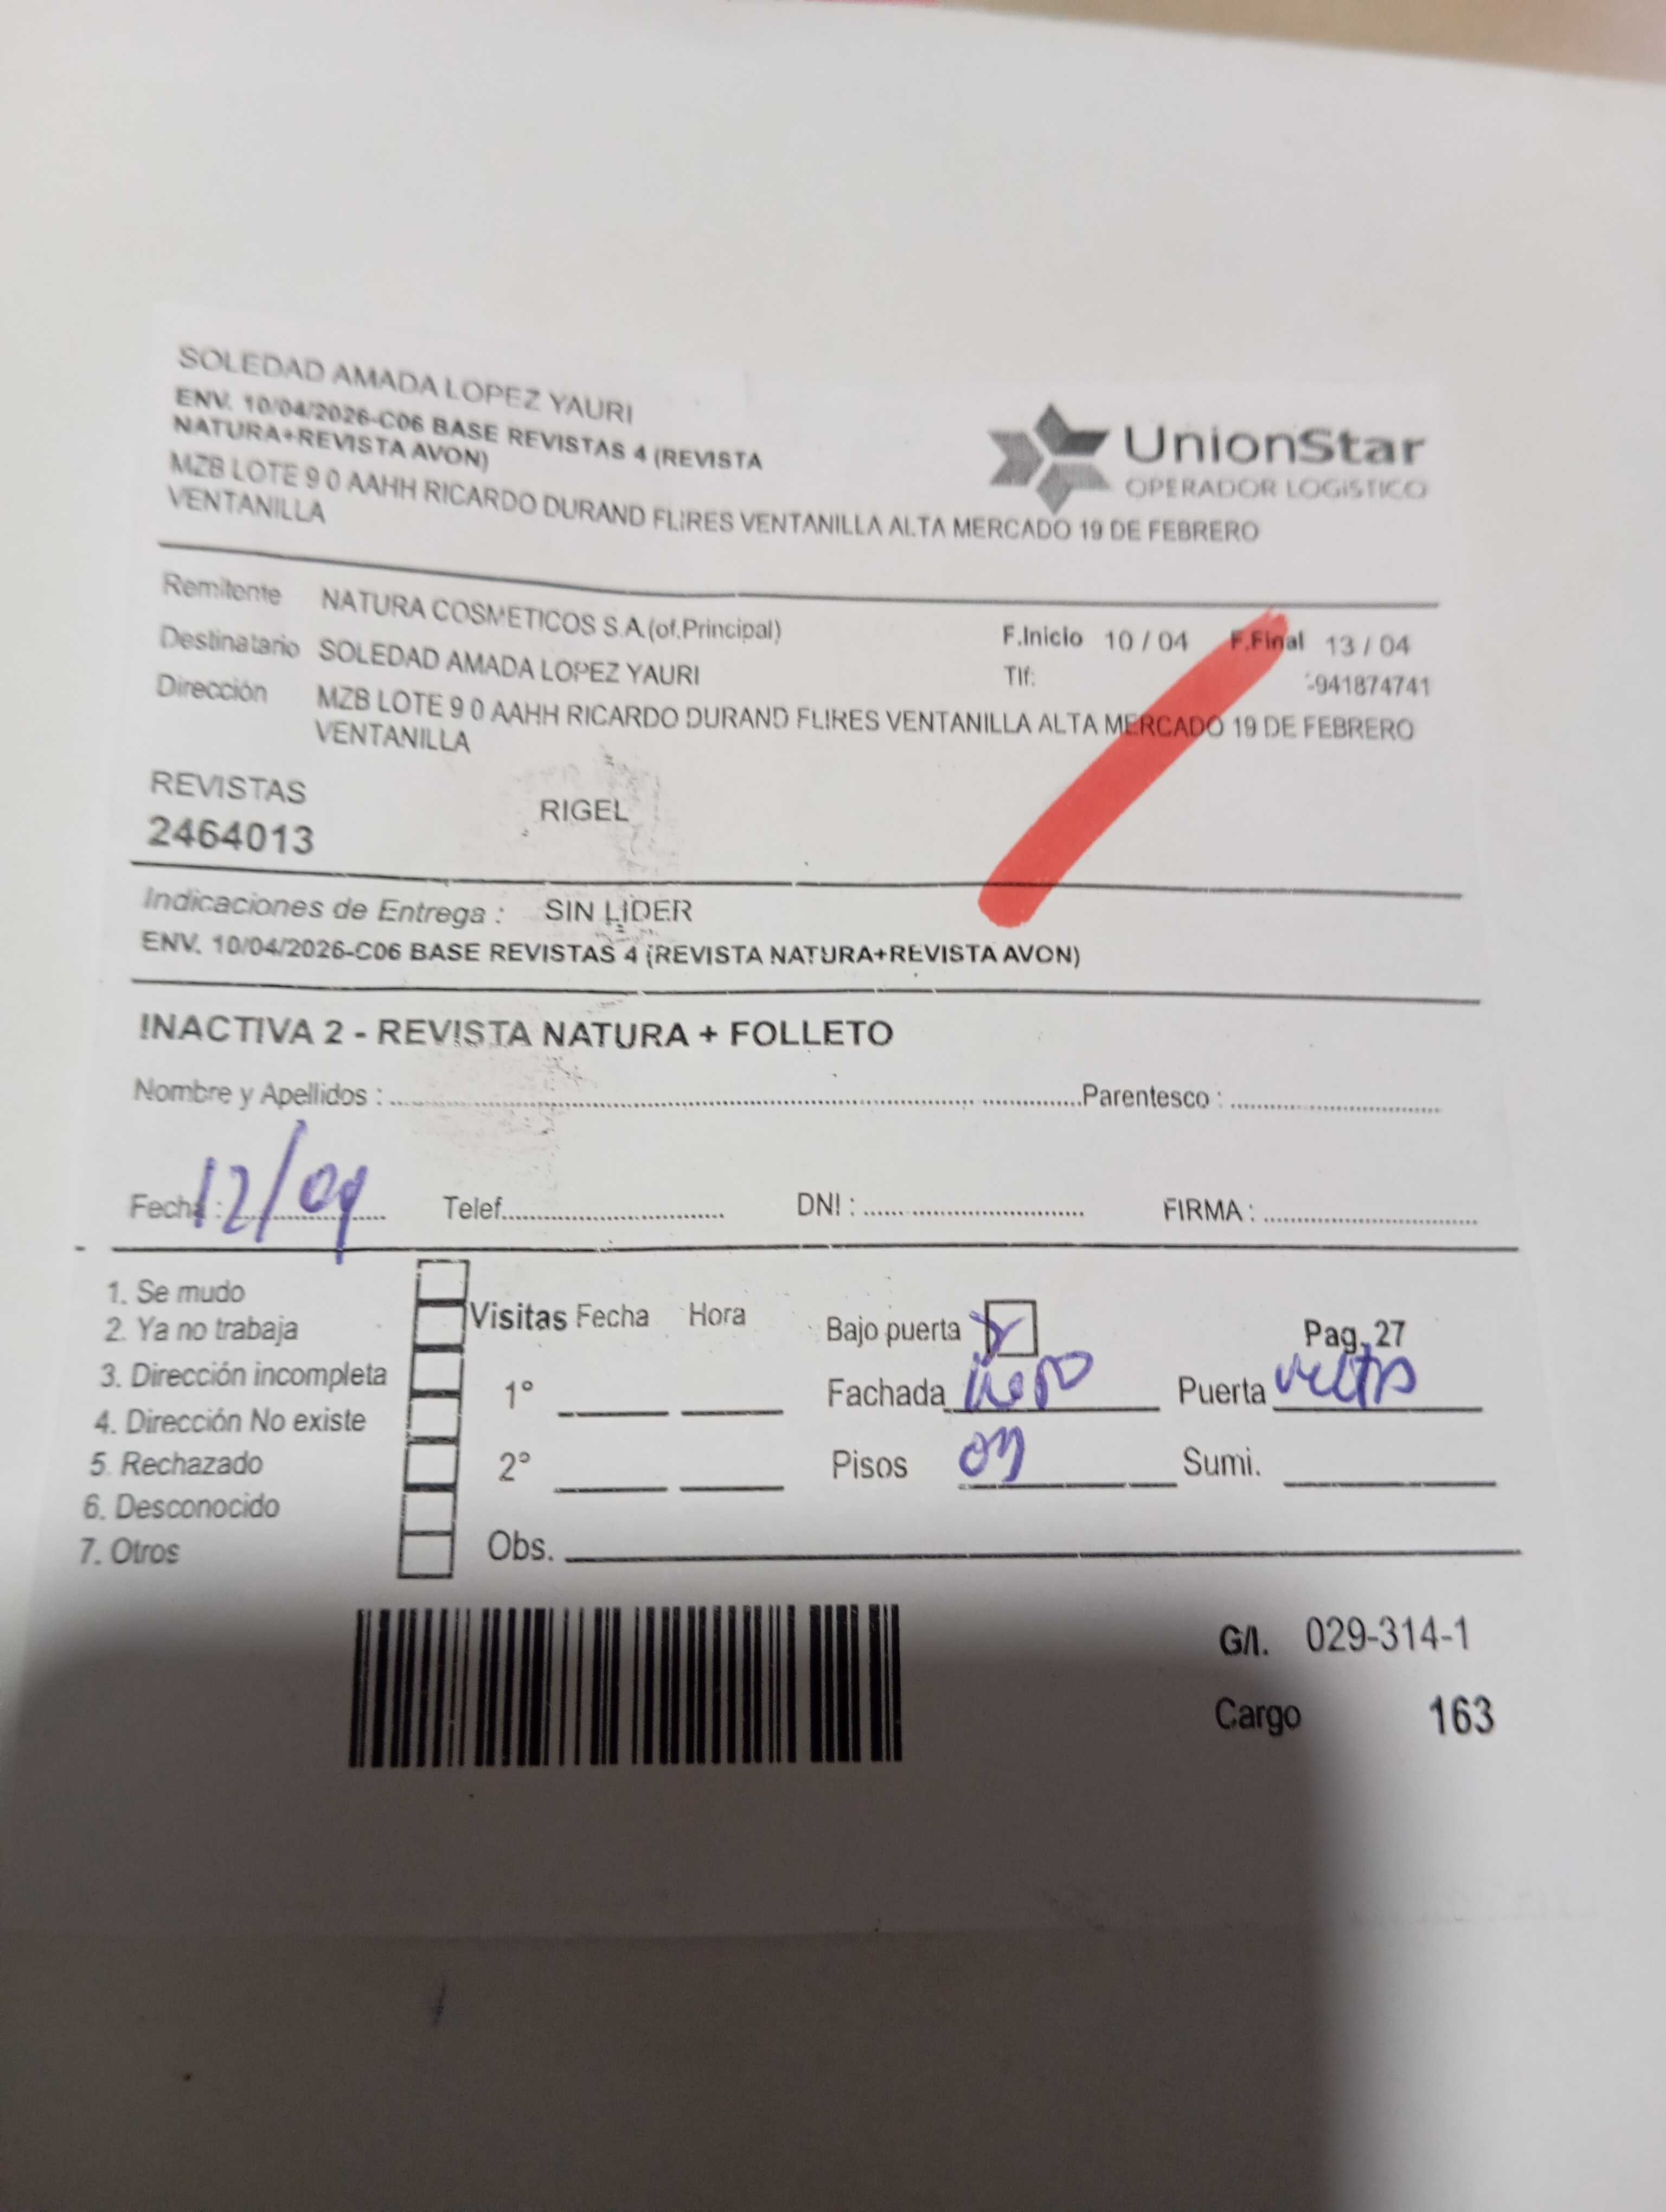 SOLEDAD AMADA LOPEZ YAURI
ENV. 10/04/2026-C06 BASE REVISTAS 4 (REVISTA
NATURA+REVISTA AVON)
MZB LOTE 9 0 AAHH RICARDO DURAND FLIRES VENTANILLA ALTA MERCADO 19 DE FEBRERO
VENTANILLA
UnionStar
OPERADOR LOGISTICO
Remitente NATURA COSMETICOS S.A.(of.Principal)
F.Inicio 10 / 04 F.Final 13 / 04
Destinatario SOLEDAD AMADA LOPEZ YAURI
Tlf: -941874741
Dirección MZB LOTE 9 0 AAHH RICARDO DURAND FLIRES VENTANILLA ALTA MERCADO 19 DE FEBRERO
VENTANILLA
REVISTAS
RIGEL
2464013
Indicaciones de Entrega : SIN LIDER
ENV. 10/04/2026-C06 BASE REVISTAS 4 (REVISTA NATURA+REVISTA AVON)
INACTIVA 2 - REVISTA NATURA + FOLLETO
Nombre y Apellidos : Parentesco :
Fecha : 12/04 Telef. DNI : FIRMA :
1. Se mudo
2. Ya no trabaja
3. Dirección incompleta
4. Dirección No existe
5. Rechazado
6. Desconocido
7. Otros
Visitas Fecha Hora
1°
2°
Obs.
Bajo puerta Pag. 27
Fachada Puerta
Pisos Sumi.
G/I. 029-314-1
Cargo 163